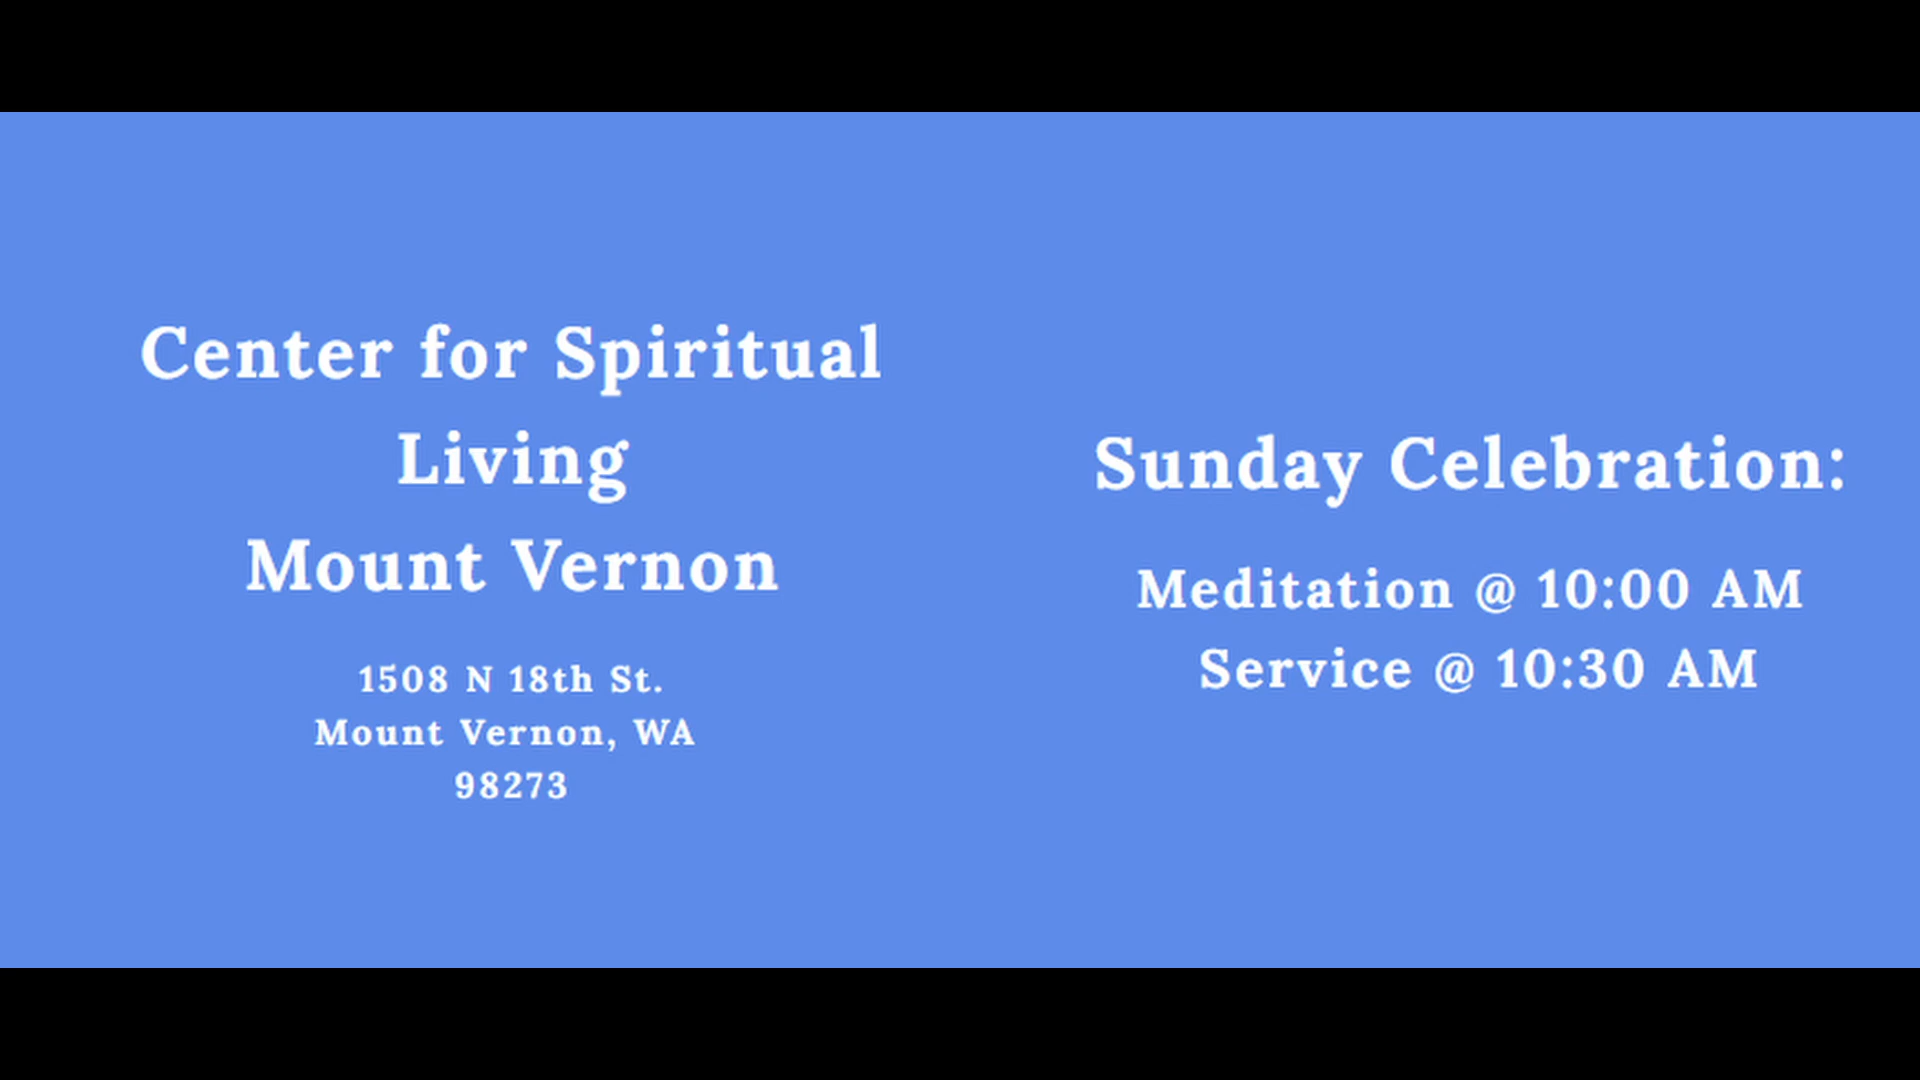 Center for Spiritual
Living
Mount Vernon
1508 N 18th St.
Mount Vernon, WA
98273
Sunday Celebration:
Meditation @ 10:00 AM
Service @ 10:30 AM